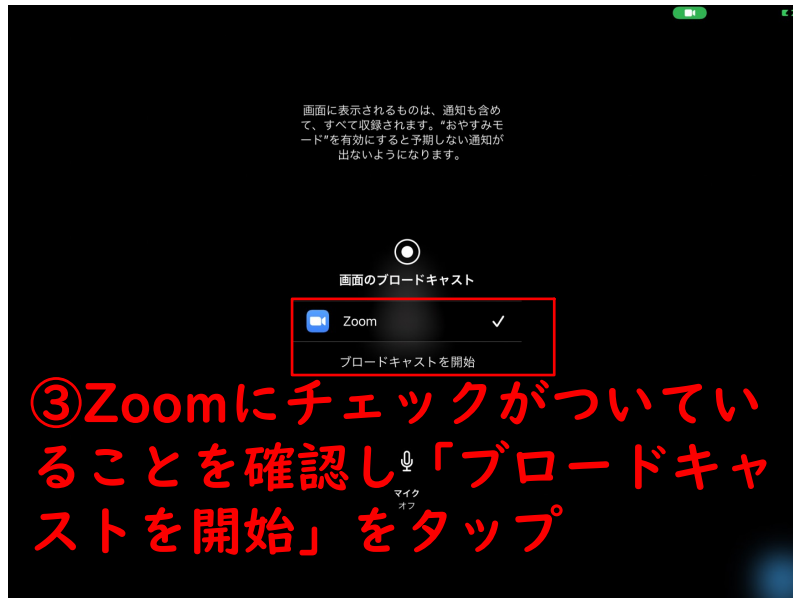 画面に表示されるものは、通知も含め
て、すべて収録されます。“おやすみモ
ード”を有効にすると予期しない通知が
出ないようになります。
画面のブロードキャスト
Zoom
ブロードキャストを開始
③Zoomにチェックがついてい
ることを確認し「ブロードキャ
ストを開始」をタップ
マイク
オフ